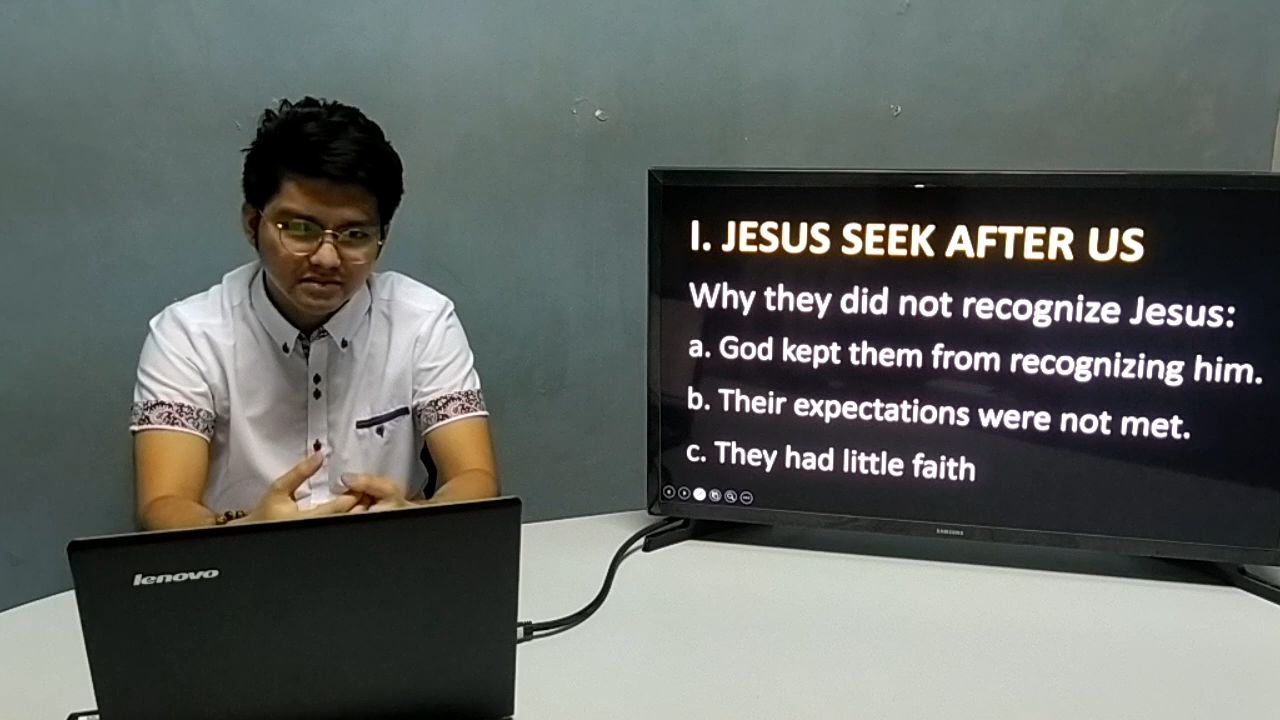 I. JESUS SEEK AFTER US
Why they did not recognize Jesus:
a. God kept them from recognizing him.
b. Their expectations were not met.
c. They had little faith
SAMSUNG
lenovo